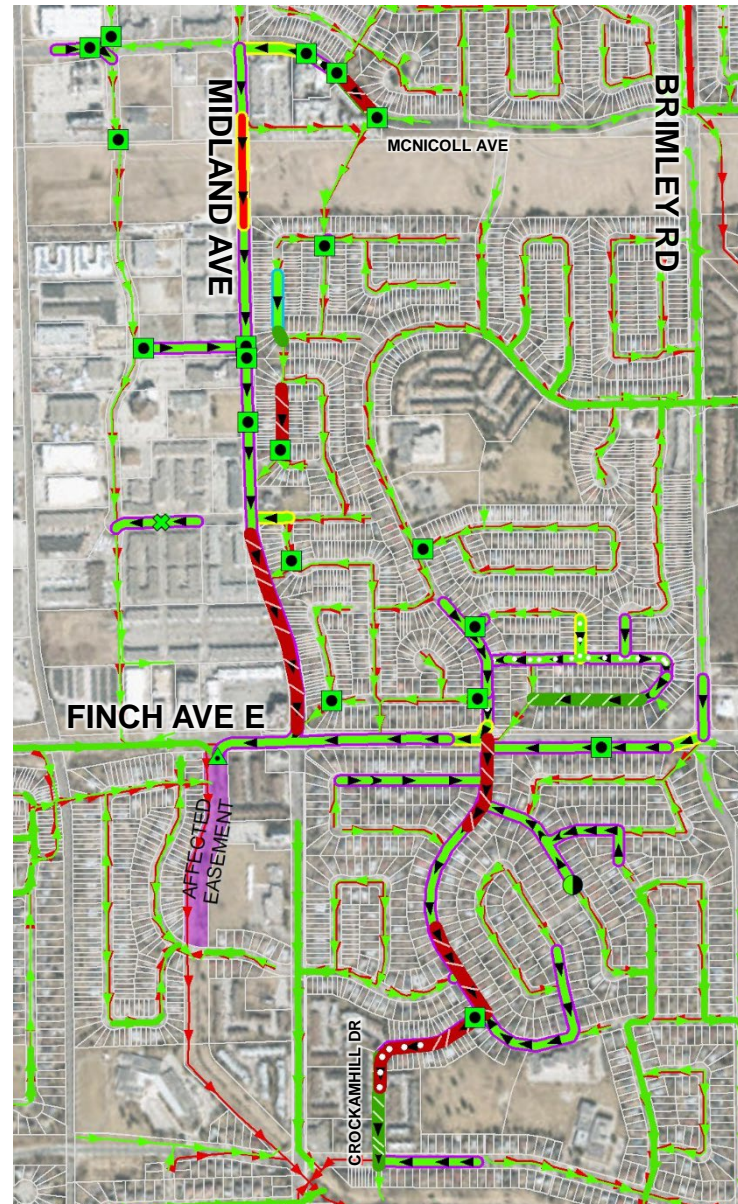 MIDLAND AVE
BRIMLEY RD
MCNICOLL AVE
FINCH AVE E
AFFECTED
EASEMENT
CROCKAMHILL DR